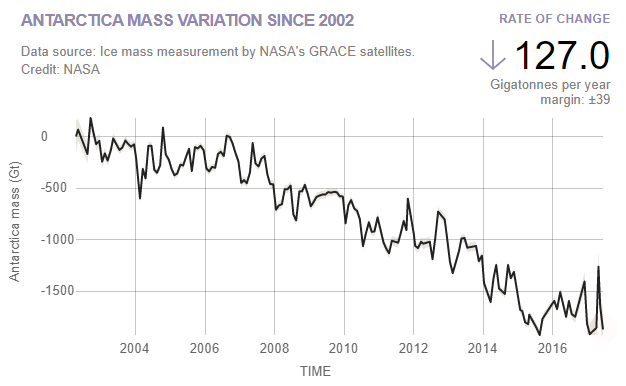 ANTARCTICA MASS VARIATION SINCE 2002
Data source: Ice mass measurement by NASA's GRACE satellites.
Credit: NASA
RATE OF CHANGE
↓ 127.0
Gigatonnes per year
margin: ±39
Antarctica mass (Gt)
0
-500
-1000
-1500
2004 2006 2008 2010 2012 2014 2016
TIME